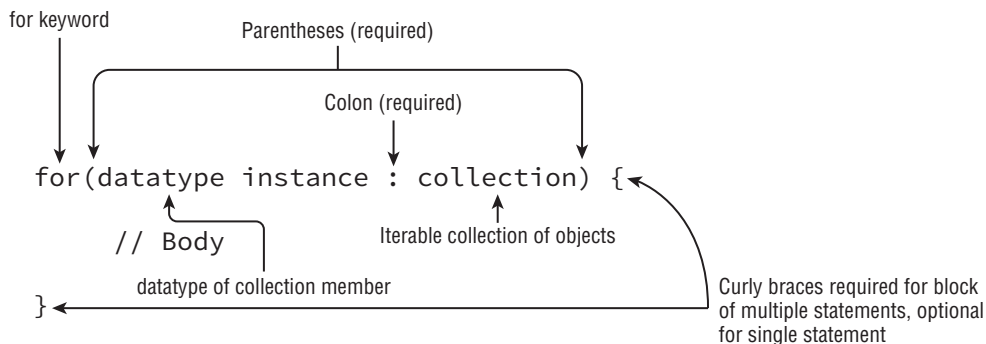 for keyword
Parentheses (required)
Colon (required)
for(datatype instance : collection) {
// Body
Iterable collection of objects
datatype of collection member
}
Curly braces required for block
of multiple statements, optional
for single statement